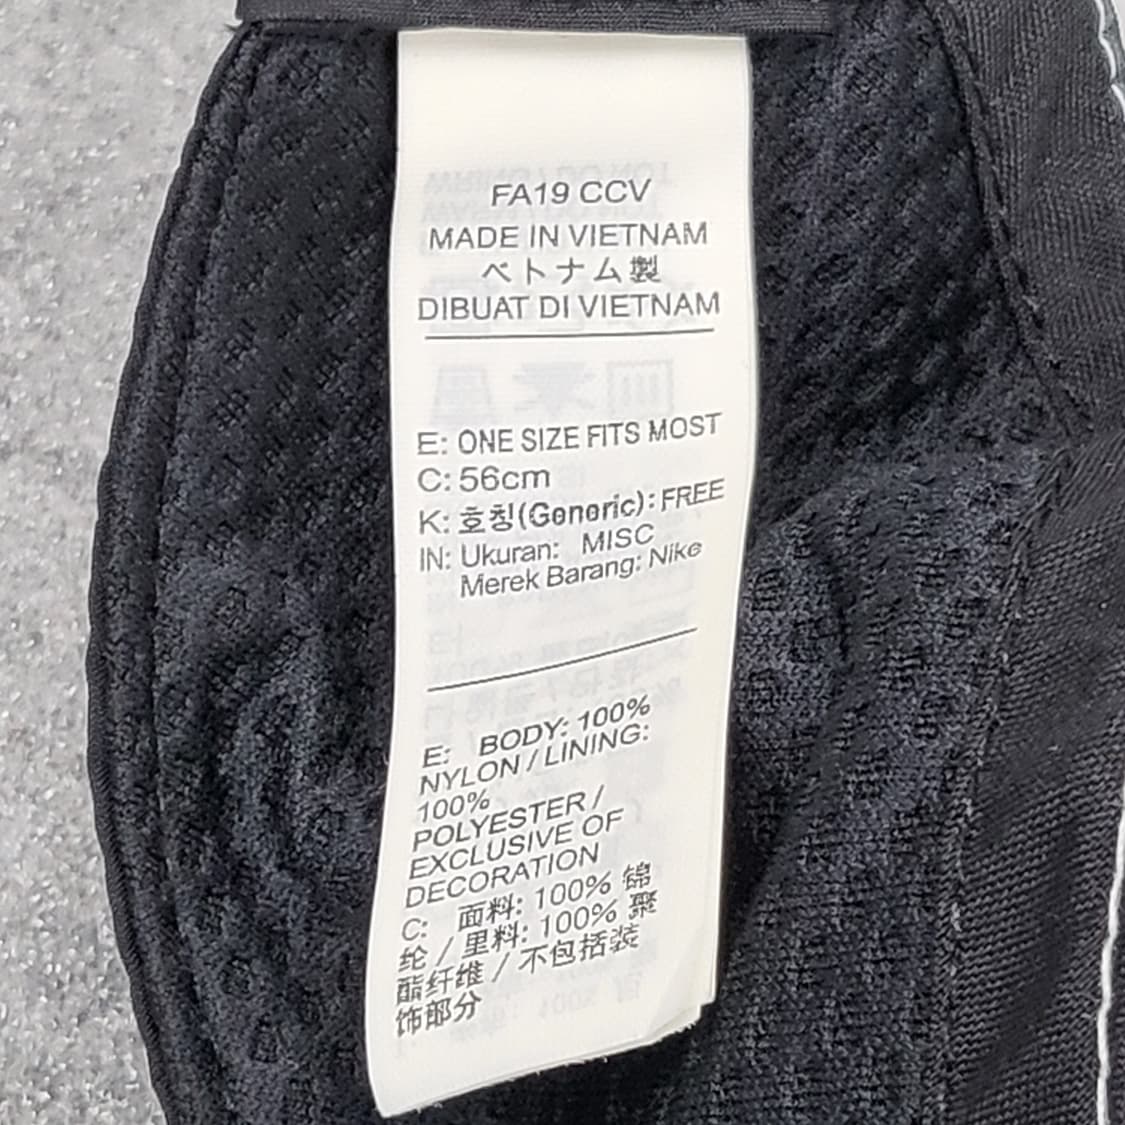 FA19 CCV
MADE IN VIETNAM
ベトナム製
DIBUAT DI VIETNAM
E: ONE SIZE FITS MOST
C: 56cm
K: 호칭(Generic): FREE
IN: Ukuran: MISC
Merek Barang: Nike
E: BODY: 100%
NYLON / LINING:
100%
POLYESTER /
EXCLUSIVE OF
DECORATION
C: 面料: 100% 锦
纶 / 里料: 100% 聚
酯纤维 / 不包括装
饰部分